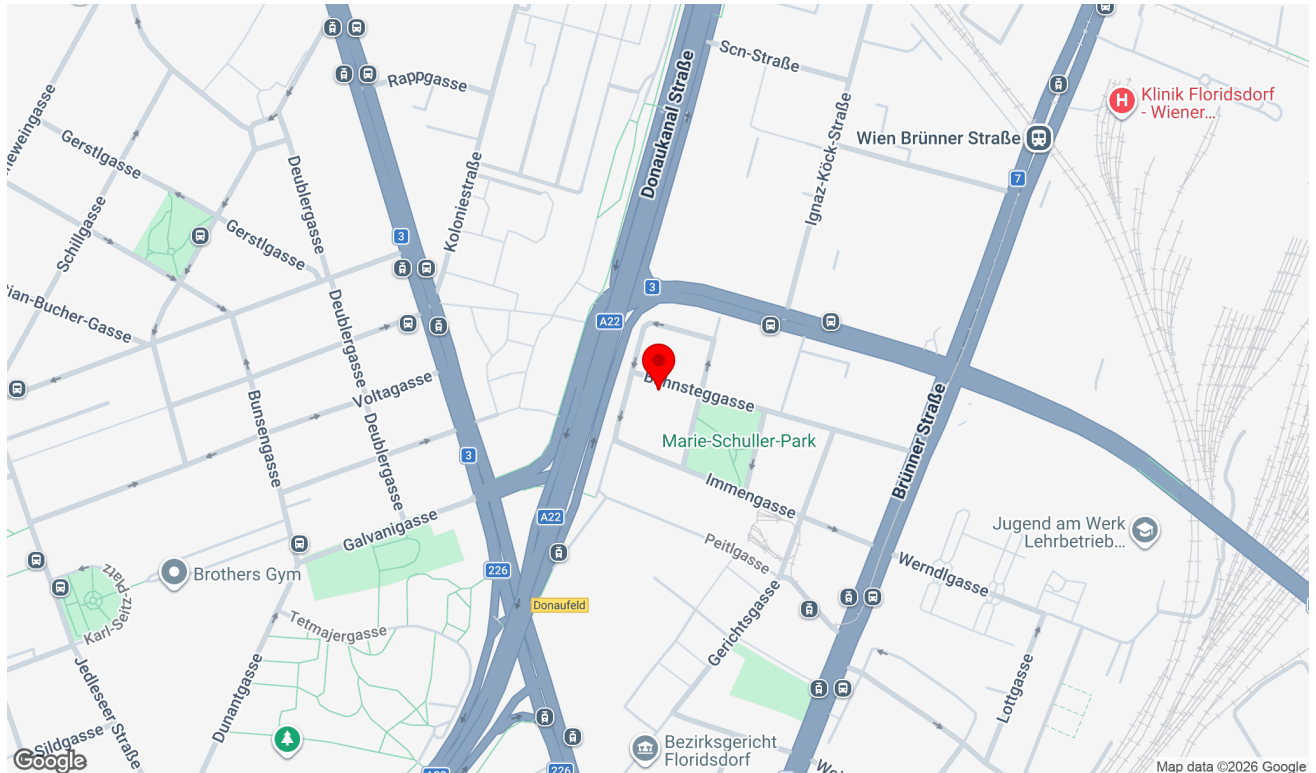 Scn-Straße
Rappgasse
Donaukanal Straße
Klinik Floridsdorf
- Wiener...
Wien Brünner Straße
Gerstlgasse
Ignaz-Köck-Straße
Deublergasse
Koloniestraße
7
Schillgasse
Gerstlgasse
3
3
A22
Deublergasse
Voltagasse
Brünner Straße
Marie-Schuller-Park
Bunsengasse
Deublergasse
3
Immengasse
A22
Galvanigasse
Jugend am Werk
Lehrbetrieb...
Peitlgasse
Werndlgasse
226
Brothers Gym
Karl-Seitz-
Platz
Donaufeld
Tetmajergasse
Gerichtsgasse
Jedleseer Straße
Dunantgasse
Lottgasse
Sildgasse
Bezirksgericht
Floridsdorf
226
Google
Map data ©2026 Google